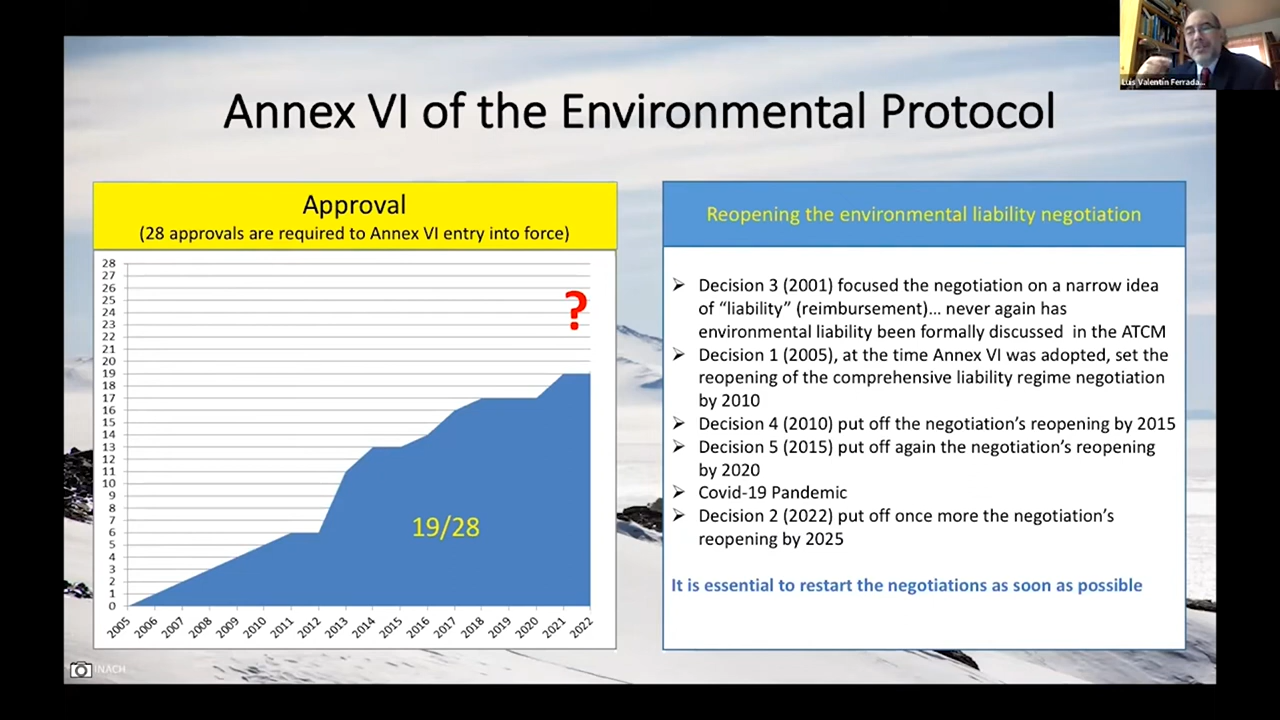 Luis Valentín Ferrada...
Annex VI of the Environmental Protocol
Approval
(28 approvals are required to Annex VI entry into force)
28
27
26
25
24
23
22
21
20
19
18
17
16
15
14
13
12
11
10
9
8
7
6
5
4
3
2
1
0
?
19/28
2005 2006 2007 2008 2009 2010 2011 2012 2013 2014 2015 2016 2017 2018 2019 2020 2021 2022
Reopening the environmental liability negotiation
➢ Decision 3 (2001) focused the negotiation on a narrow idea
of “liability” (reimbursement)… never again has
environmental liability been formally discussed in the ATCM
➢ Decision 1 (2005), at the time Annex VI was adopted, set the
reopening of the comprehensive liability regime negotiation
by 2010
➢ Decision 4 (2010) put off the negotiation’s reopening by 2015
➢ Decision 5 (2015) put off again the negotiation’s reopening
by 2020
➢ Covid-19 Pandemic
➢ Decision 2 (2022) put off once more the negotiation’s
reopening by 2025
It is essential to restart the negotiations as soon as possible
INACH